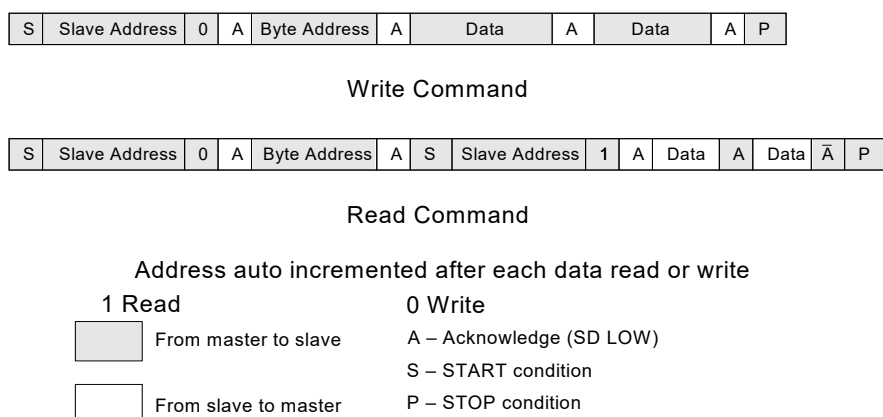 S Slave Address 0 A Byte Address A Data A Data A P
Write Command
S Slave Address 0 A Byte Address A S Slave Address 1 A Data A Data A̅ P
Read Command
Address auto incremented after each data read or write
1 Read 0 Write
From master to slave A – Acknowledge (SD LOW)
S – START condition
From slave to master P – STOP condition